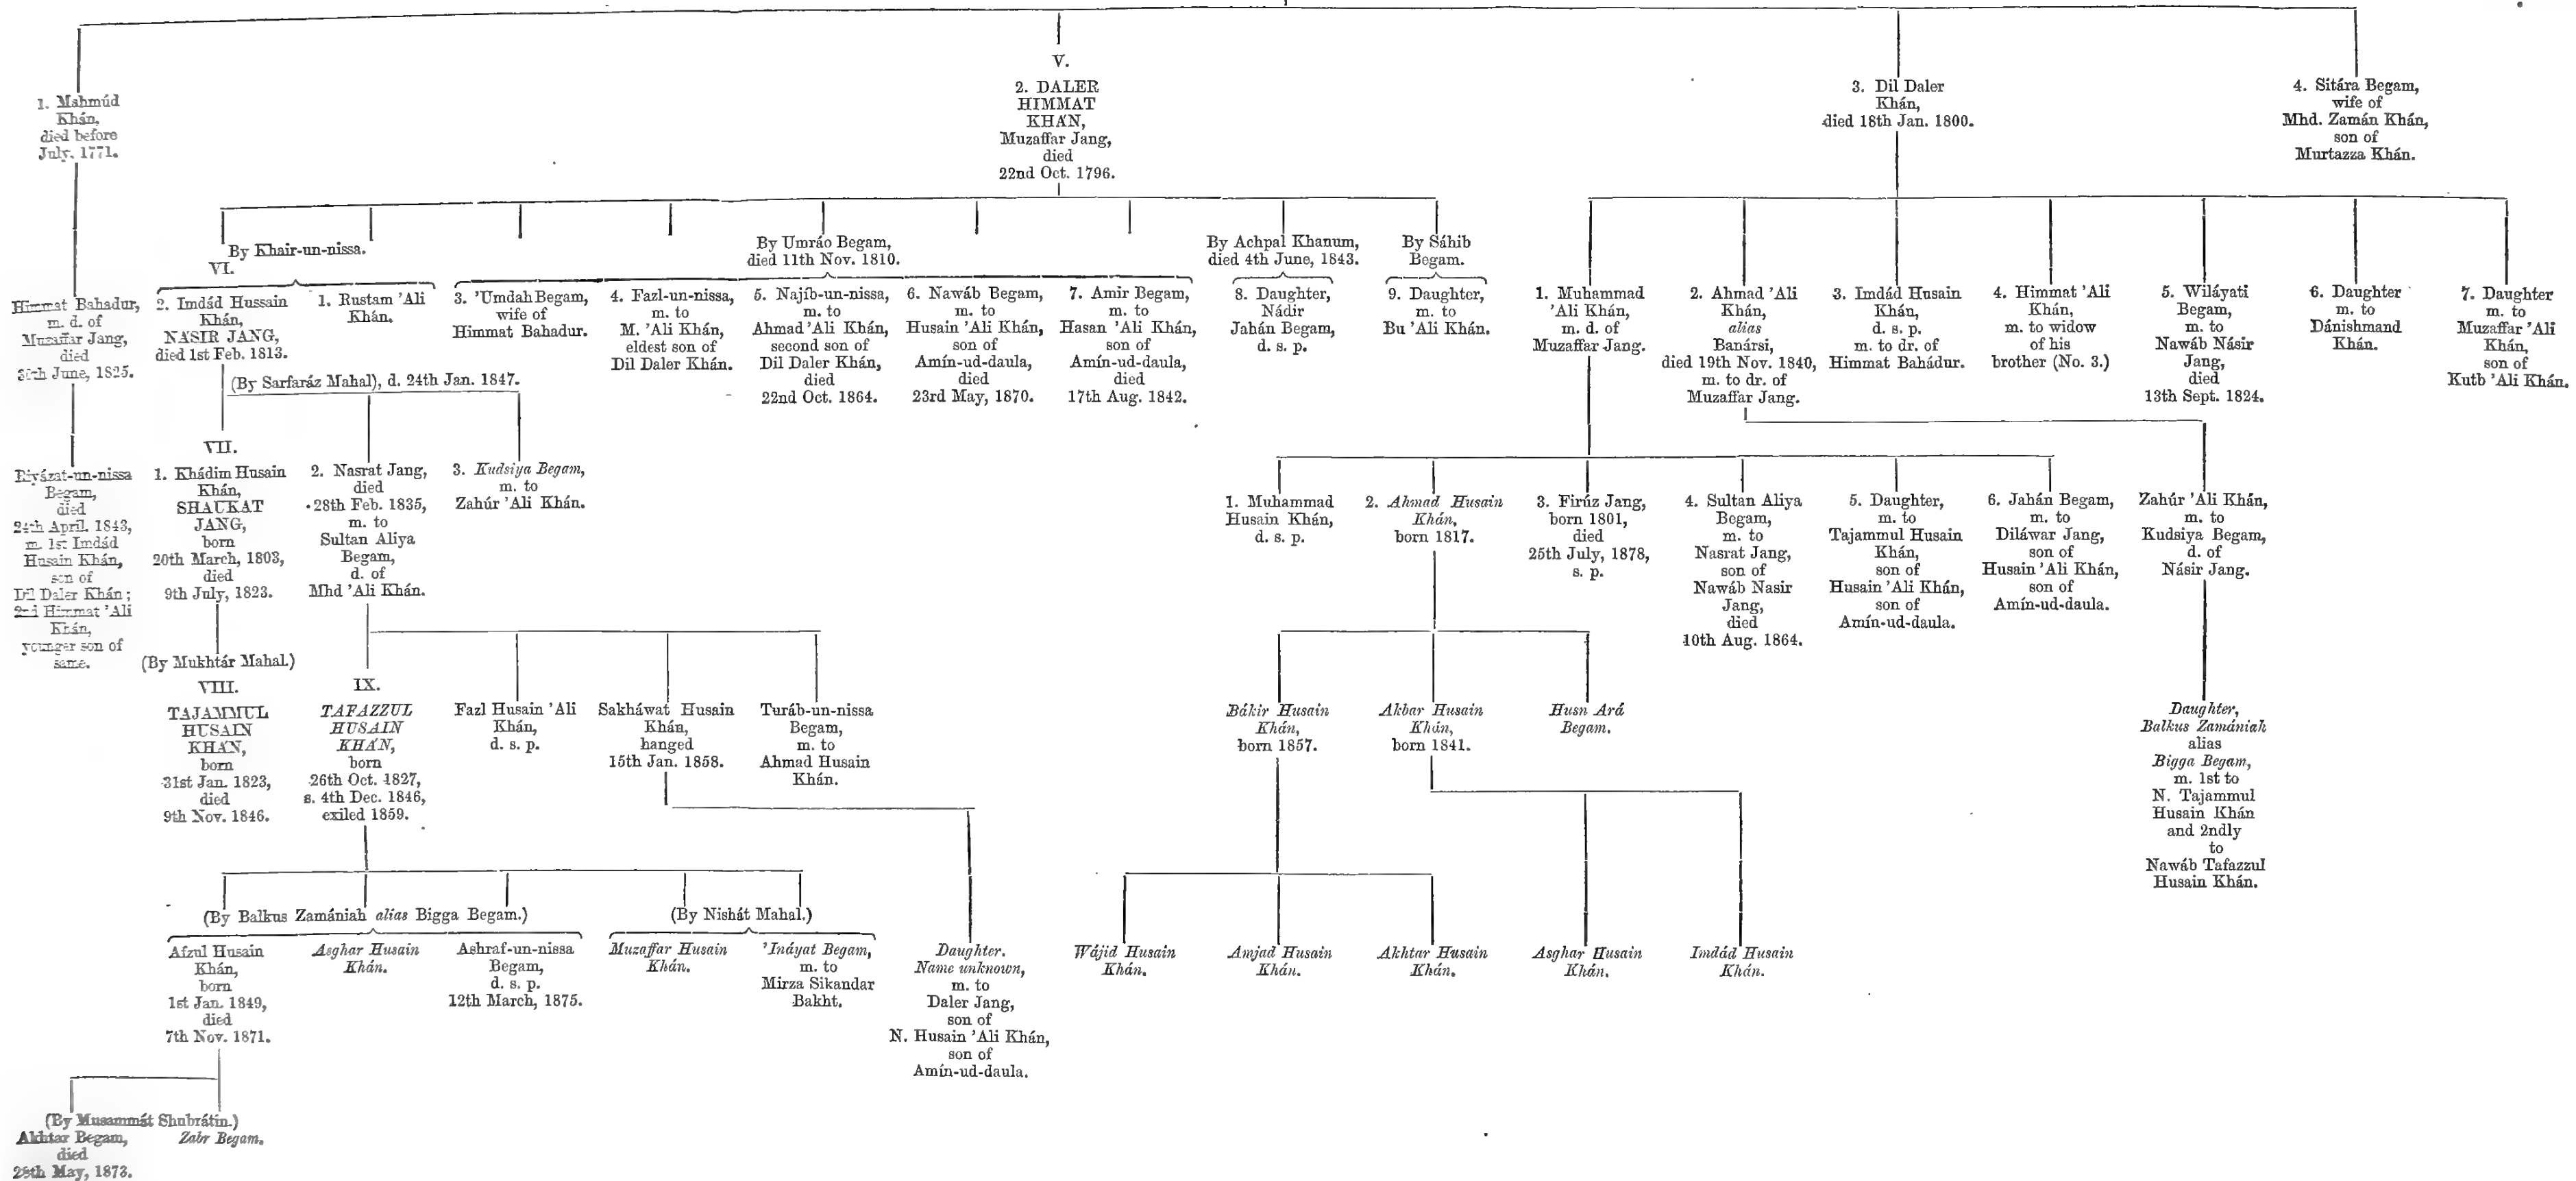 1. Mahmúd
Khán,
died before
July. 1771.
V.
2. DALER
HIMMAT
KHÁN,
Muzaffar Jang,
died
22nd Oct. 1796.
3. Dil Daler
Khán,
died 18th Jan. 1800.
4. Sitára Begam,
wife of
Mhd. Zamán Khán,
son of
Murtazza Khán.
Himmat Bahadur,
m. d. of
Muzaffar Jang,
died
June, 1825.
By Khair-un-nissa.
VI.
2. Imdád Hussain
Khán,
NÁSIR JANG,
died 1st Feb. 1813.
1. Rustam 'Ali
Khán.
By Umráo Begam,
died 11th Nov. 1810.
3. 'Umdah Begam,
wife of
Himmat Bahadur.
4. Fazl-un-nissa,
m. to
M. 'Ali Khán,
eldest son of
Dil Daler Khán.
5. Najíb-un-nissa,
m. to
Ahmad 'Ali Khán,
second son of
Dil Daler Khán,
died
22nd Oct. 1864.
6. Nawáb Begam,
m. to
Husain 'Ali Khán,
son of
Amín-ud-daula,
died
23rd May, 1870.
7. Amir Begam,
m. to
Hasan 'Ali Khán,
son of
Amín-ud-daula,
died
17th Aug. 1842.
By Achpal Khanum,
died 4th June, 1843.
8. Daughter,
Nádir
Jahán Begam,
d. s. p.
By Sáhib
Begam.
9. Daughter,
m. to
Bu 'Ali Khán.
1. Muhammad
'Ali Khán,
m. d. of
Muzaffar Jang.
2. Ahmad 'Ali
Khán,
alias
Banársi,
died 19th Nov. 1840,
m. to dr. of
Muzaffar Jang.
3. Imdád Husain
Khán,
d. s. p.
m. to dr. of
Himmat Bahádur.
4. Himmat 'Ali
Khán,
m. to widow
of his
brother (No. 3.)
5. Wiláyati
Begam,
m. to
Nawáb Násir
Jang,
died
13th Sept. 1824.
6. Daughter
m. to
Dánishmand
Khán.
7. Daughter
m. to
Muzaffar 'Ali
Khán,
son of
Kutb 'Ali Khán.
(By Sarfaráz Mahal), d. 24th Jan. 1847.
Riyázat-un-nissa
Begam,
died
24th April. 1843,
m. 1st Imdád
Husain Khán,
son of
Dil Daler Khán;
2nd Himmat 'Ali
Khán,
younger son of
same.
VII.
1. Khádim Husain
Khán,
SHAUKAT
JANG,
born
20th March, 1803,
died
9th July, 1823.
2. Nasrat Jang,
died
28th Feb. 1835,
m. to
Sultan Aliya
Begam,
d. of
Mhd 'Ali Khán.
3. Kudsiya Begam,
m. to
Zahúr 'Ali Khán.
1. Muhammad
Husain Khán,
d. s. p.
2. Ahmad Husain
Khán,
born 1817.
3. Firúz Jang,
born 1801,
died
25th July, 1878,
s. p.
4. Sultan Aliya
Begam,
m. to
Nasrat Jang,
son of
Nawáb Nasir
Jang,
died
10th Aug. 1864.
5. Daughter,
m. to
Tajammul Husain
Khán,
son of
Husain 'Ali Khán,
son of
Amín-ud-daula.
6. Jahán Begam,
m. to
Diláwar Jang,
son of
Husain 'Ali Khán,
son of
Amín-ud-daula.
Zahúr 'Ali Khán,
m. to
Kudsiya Begam,
d. of
Násir Jang.
(By Mukhtár Mahal.)
VIII.
TAJAMMUL
HUSAIN
KHÁN,
born
31st Jan. 1823,
died
9th Nov. 1846.
IX.
TAFAZZUL
HUSAIN
KHÁN,
born
26th Oct. 1827,
s. 4th Dec. 1846,
exiled 1859.
Fazl Husain 'Ali
Khán,
d. s. p.
Sakháwat Husain
Khán,
hanged
15th Jan. 1858.
Turáb-un-nissa
Begam,
m. to
Ahmad Husain
Khán.
Bákir Husain
Khán,
born 1857.
Akbar Husain
Khán,
born 1841.
Husn Ará
Begam.
Daughter,
Balkus Zamániah
alias
Bigga Begam,
m. 1st to
N. Tajammul
Husain Khán
and 2ndly
to
Nawáb Tafazzul
Husain Khán.
(By Balkus Zamániah alias Bigga Begam.)
Afzul Husain
Khán,
born
1st Jan. 1849,
died
7th Nov. 1871.
Asghar Husain
Khán.
Ashraf-un-nissa
Begam,
d. s. p.
12th March, 1875.
(By Nishát Mahal.)
Muzaffar Husain
Khán.
'Ináyat Begam,
m. to
Mirza Sikandar
Bakht.
Daughter.
Name unknown,
m. to
Daler Jang,
son of
N. Husain 'Ali Khán,
son of
Amín-ud-daula.
Wájid Husain
Khán.
Amjad Husain
Khán.
Akhtar Husain
Khán.
Asghar Husain
Khán.
Imdád Husain
Khán.
(By Musammát Shubrátin.)
Akhtar Begam,
died
28th May, 1873.
Zabr Begam.